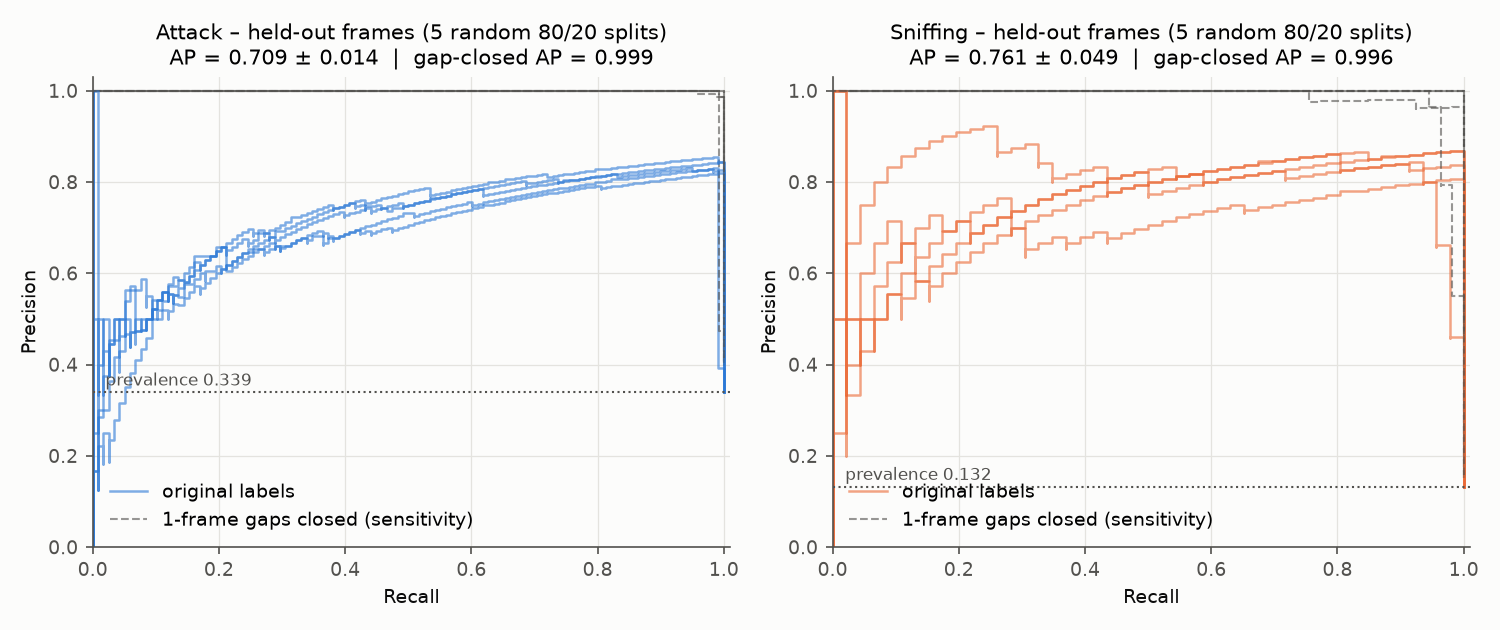 Attack – held-out frames (5 random 80/20 splits)
AP = 0.709 ± 0.014 | gap-closed AP = 0.999
Precision
1.0
0.8
0.6
0.4
0.2
0.0
prevalence 0.339
original labels
1-frame gaps closed (sensitivity)
0.0 0.2 0.4 0.6 0.8 1.0
Recall
Sniffing – held-out frames (5 random 80/20 splits)
AP = 0.761 ± 0.049 | gap-closed AP = 0.996
Precision
1.0
0.8
0.6
0.4
0.2
0.0
prevalence 0.132
original labels
1-frame gaps closed (sensitivity)
0.0 0.2 0.4 0.6 0.8 1.0
Recall